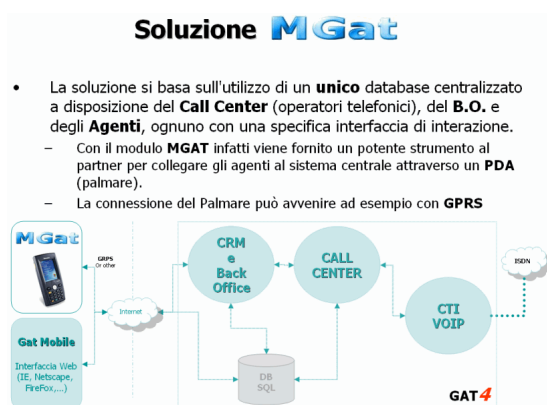 Soluzione MGat
• La soluzione si basa sull'utilizzo di un unico database centralizzato
a disposizione del Call Center (operatori telefonici), del B.O. e
degli Agenti, ognuno con una specifica interfaccia di interazione.
– Con il modulo MGAT infatti viene fornito un potente strumento al
partner per collegare gli agenti al sistema centrale attraverso un PDA
(palmare).
– La connessione del Palmare può avvenire ad esempio con GPRS
MGat
GRPS
Or other
Internet
CRM
e
Back
Office
CALL
CENTER
CTI
VOIP
ISDN
Gat Mobile
Interfaccia Web
(IE, Netscape,
FireFox,...)
DB
SQL
GAT4